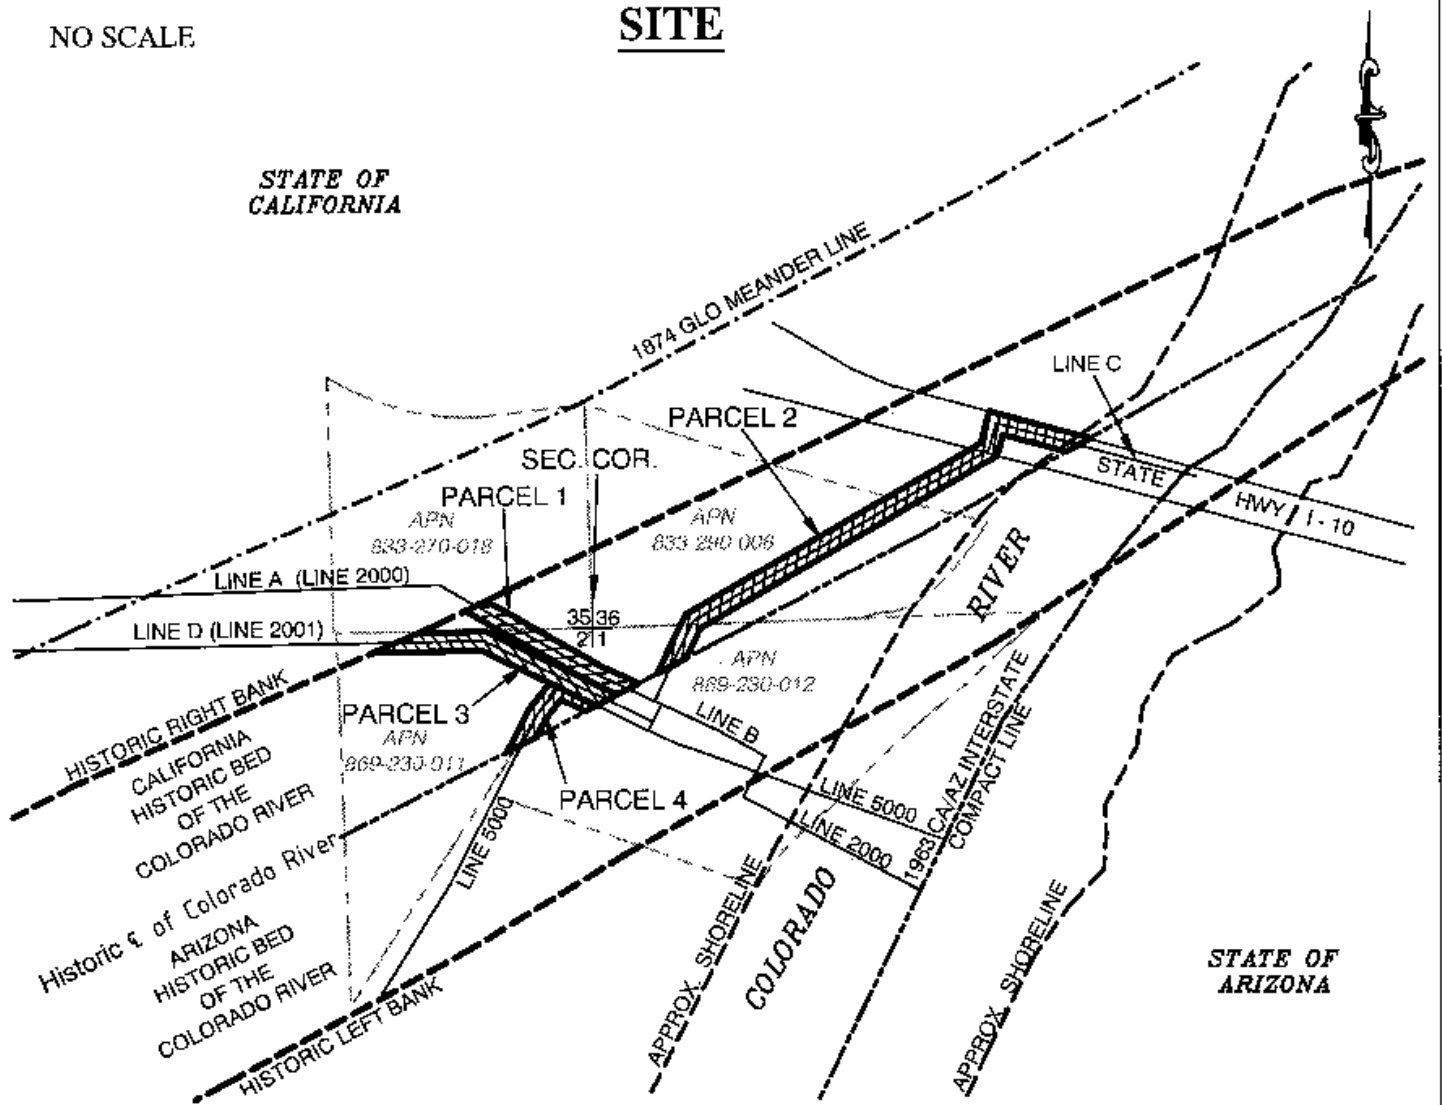 NO SCALE
SITE
STATE OF
CALIFORNIA
1874 GLO MEANDER LINE
LINE C
PARCEL 2
SEC. COR.
PARCEL 1
APN
833-270-018
APN
833 290 006
STATE
HWY I - 10
LINE A (LINE 2000)
RIVER
35 36
2 1
LINE D (LINE 2001)
APN
869-230-012
HISTORIC RIGHT BANK
PARCEL 3
APN
869-230-011
LINE B
CALIFORNIA
HISTORIC BED
OF THE
COLORADO RIVER
PARCEL 4
LINE 5000
LINE 5000
LINE 2000
1963 CA/AZ INTERSTATE
COMPACT LINE
Historic ℄ of Colorado River
ARIZONA
HISTORIC BED
OF THE
COLORADO RIVER
HISTORIC LEFT BANK
APPROX. SHORELINE
COLORADO
APPROX. SHORELINE
STATE OF
ARIZONA